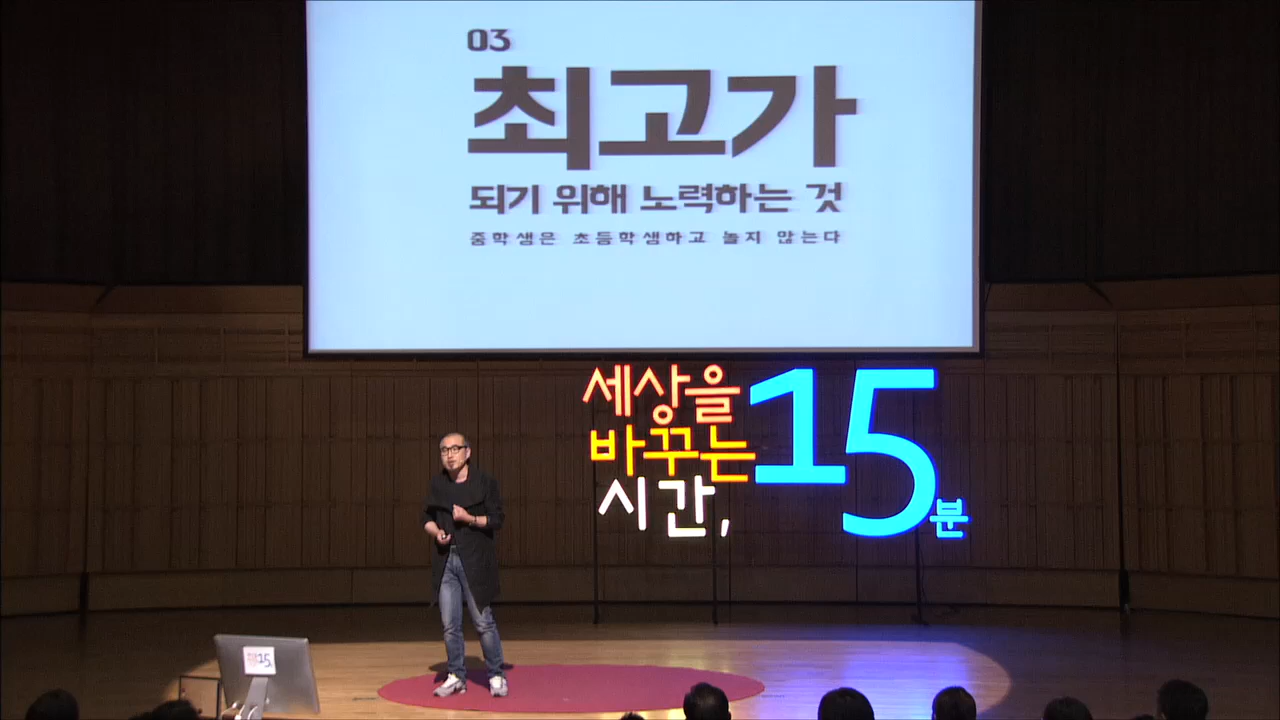 03
최고가
되기 위해 노력하는 것
중학생은 초등학생하고 놀지 않는다
세상을
바꾸는
시간,
15분
15